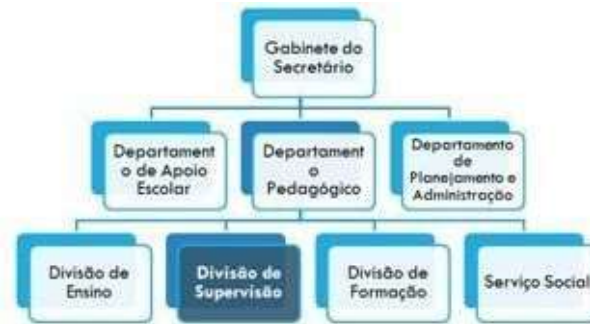 Gabinete do
Secretário
Departament
o de Apoio
Escolar
Departament
o
Pedagógico
Departamento
de
Planejamento e
Administração
Divisão de
Ensino
Divisão de
Supervisão
Divisão de
Formação
Serviço Social